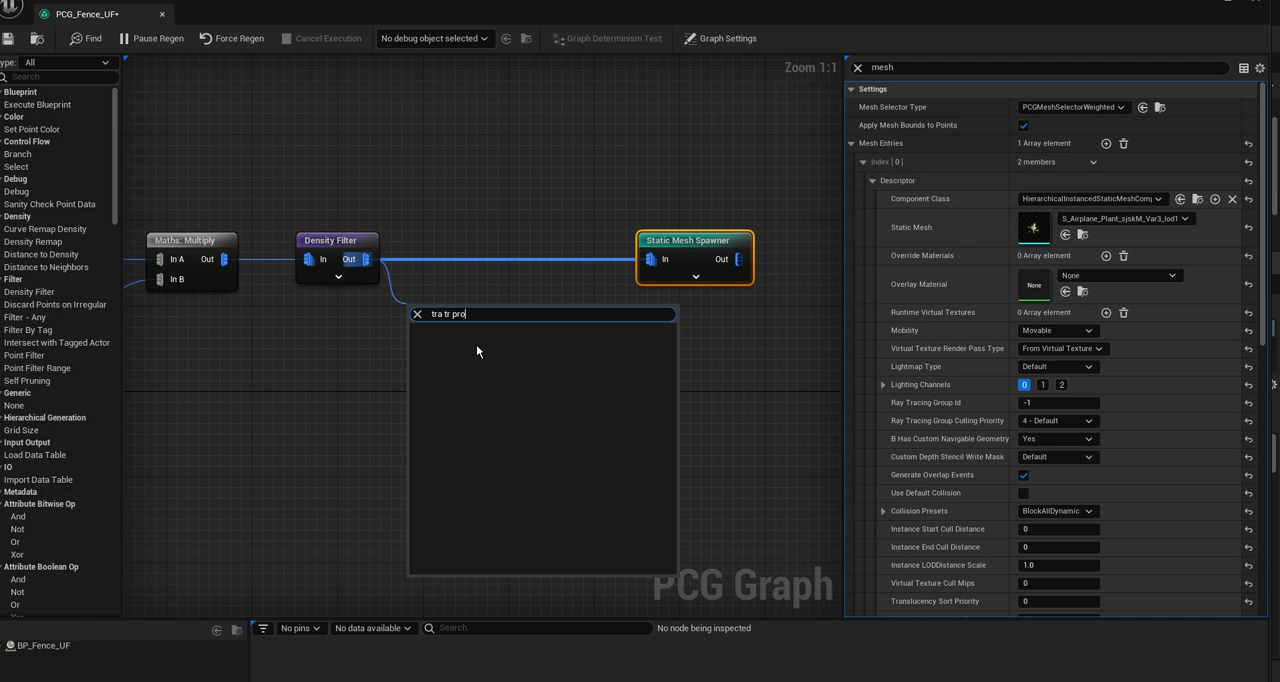 PCG_Fence_UF*
Find
Pause Regen
Force Regen
Cancel Execution
No debug object selected
Graph Determinism Test
Graph Settings
ype: All
Search
Blueprint
Execute Blueprint
Color
Set Point Color
Control Flow
Branch
Select
Debug
Debug
Sanity Check Point Data
Density
Curve Remap Density
Density Remap
Distance to Density
Distance to Neighbors
Filter
Density Filter
Discard Points on Irregular
Filter - Any
Filter By Tag
Intersect with Tagged Actor
Point Filter
Point Filter Range
Self Pruning
Generic
None
Hierarchical Generation
Grid Size
Input Output
Load Data Table
IO
Import Data Table
Metadata
Attribute Bitwise Op
And
Not
Or
Xor
Attribute Boolean Op
And
Not
Or
Zoom 1:1
Maths: Multiply
In A Out
In B
Density Filter
In Out
Static Mesh Spawner
In Out
tra tr pro
PCG Graph
mesh
Settings
Mesh Selector Type PCGMeshSelectorWeighted
Apply Mesh Bounds to Points
Mesh Entries 1 Array element
Index [ 0 ] 2 members
Descriptor
Component Class HierarchicalInstancedStaticMeshComp
Static Mesh S_Airplane_Plant_sjskM_Var3_lod1
Override Materials 0 Array element
Overlay Material None None
Runtime Virtual Textures 0 Array element
Mobility Movable
Virtual Texture Render Pass Type From Virtual Texture
Lightmap Type Default
Lighting Channels 0 1 2
Ray Tracing Group Id -1
Ray Tracing Group Culling Priority 4 - Default
B Has Custom Navigable Geometry Yes
Custom Depth Stencil Write Mask Default
Generate Overlap Events
Use Default Collision
Collision Presets BlockAllDynamic
Instance Start Cull Distance 0
Instance End Cull Distance 0
Instance LODDistance Scale 1.0
Virtual Texture Cull Mips 0
Translucency Sort Priority 0
BP_Fence_UF
No pins
No data available
Search
No node being inspected